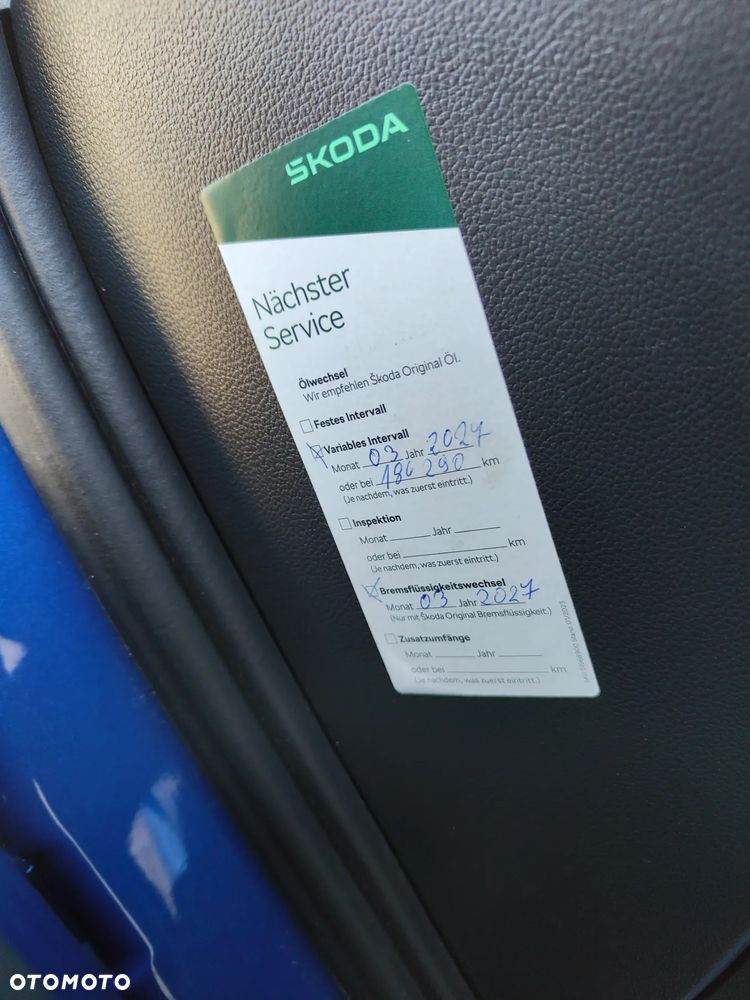 ŠKODA
Nächster
Service
Ölwechsel
Wir empfehlen Škoda Original Öl.
Festes Intervall
Variables Intervall
Monat 03 Jahr 2027
oder bei 180 290 km
(Je nachdem, was zuerst eintritt.)
Inspektion
Monat Jahr
oder bei km
(Je nachdem, was zuerst eintritt.)
Bremsflüssigkeitswechsel
Monat 03 Jahr 2027
(Nur mit Škoda Original Bremsflüssigkeit.)
Zusatzumfänge
Monat Jahr
oder bei km
(Je nachdem, was zuerst eintritt.)
OTOMOTO